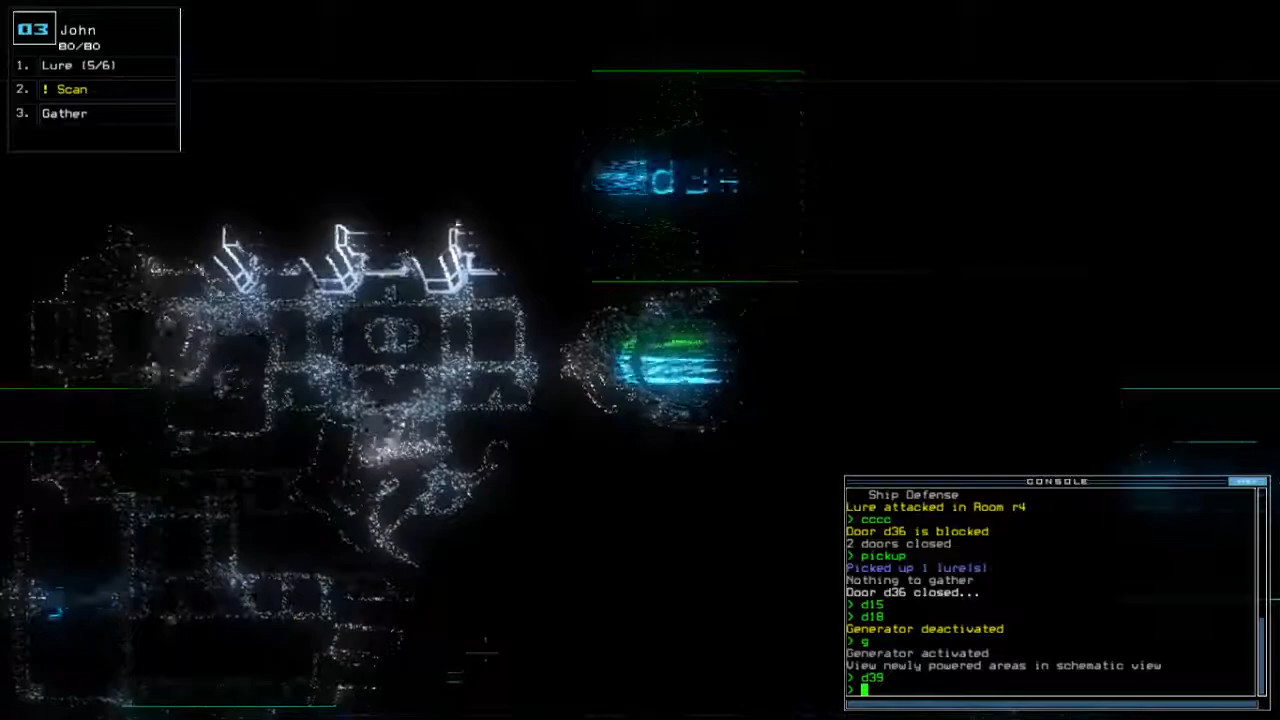 03 John
80/80
1. Lure (5/6)
2. ! Scan
3. Gather
CONSOLE
Ship Defense
Lure attacked in Room r4
> cccc
Door d36 is blocked
2 doors closed
> pickup
Picked up 1 lure(s)
Nothing to gather
Door d36 closed...
> d15
> d18
Generator deactivated
> g
Generator activated
View newly powered areas in schematic view
> d39
>